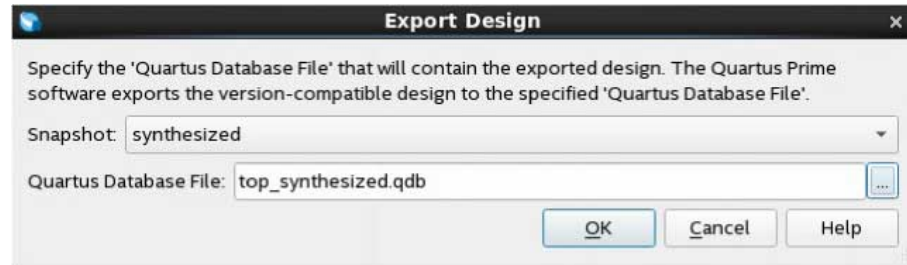 Export Design
Specify the 'Quartus Database File' that will contain the exported design. The Quartus Prime
software exports the version-compatible design to the specified 'Quartus Database File'.
Snapshot: synthesized
Quartus Database File: top_synthesized.qdb ...
OK Cancel Help